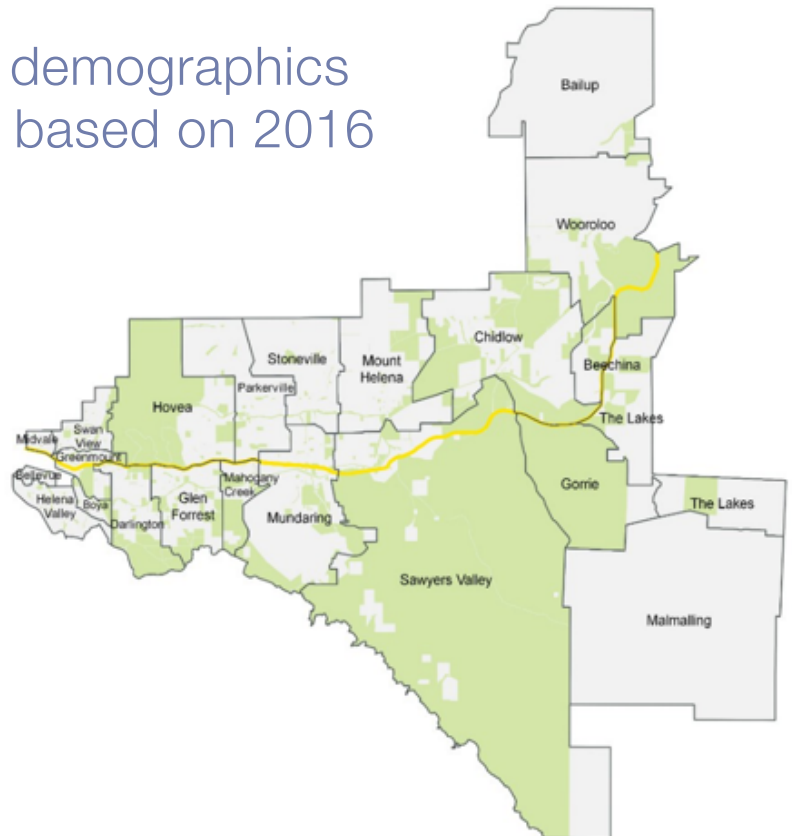 demographics
based on 2016
Bailup
Wooroloo
Chidlow
Stoneville
Mount
Helena
Beechina
Parkerville
Hovea
The Lakes
Swan
View
Midvale
Greenmount
Bellevue
Mahogany
Creek
Gorrie
Helena
Valley
Boya
Glen
Forrest
The Lakes
Darlington
Mundaring
Sawyers Valley
Malmalling